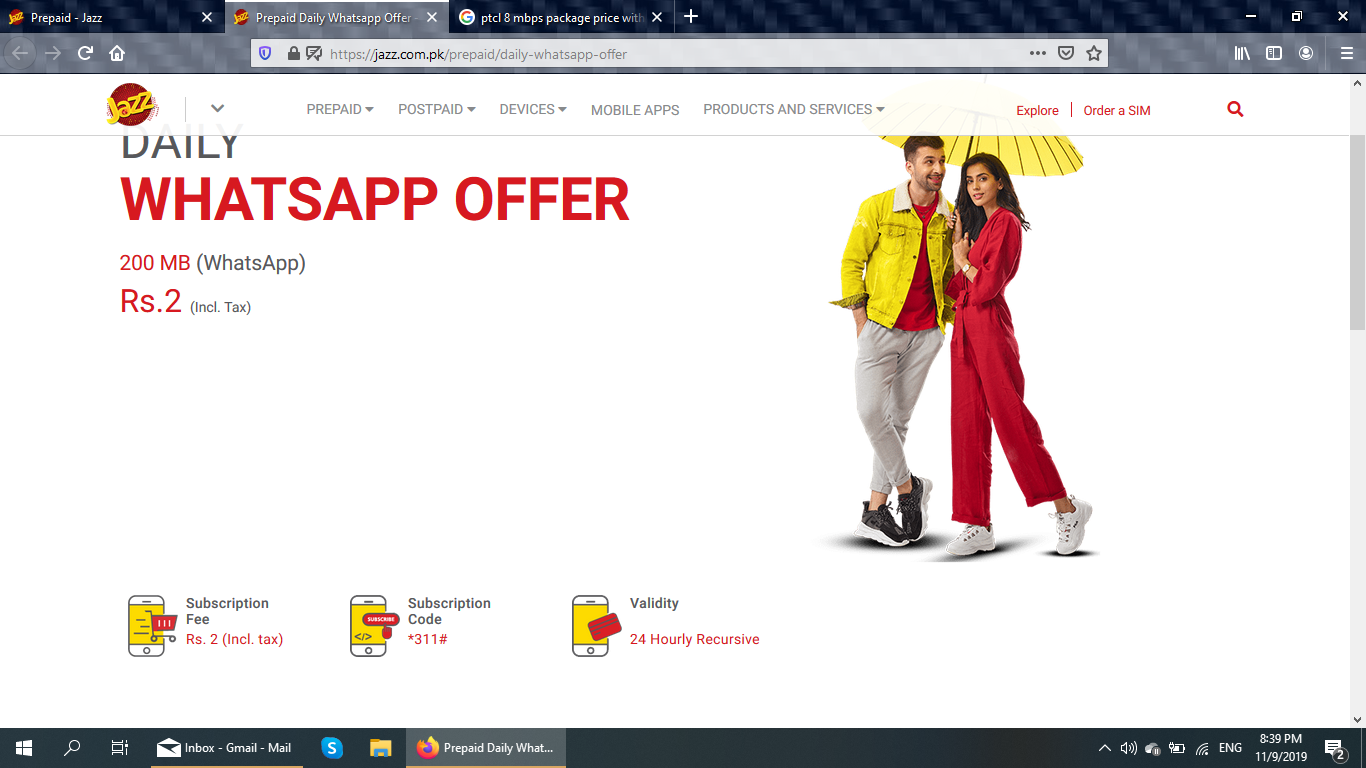 Prepaid - Jazz
Prepaid Daily Whatsapp Offer -
ptcl 8 mbps package price with
https://jazz.com.pk/prepaid/daily-whatsapp-offer
Jazz
PREPAID
POSTPAID
DEVICES
MOBILE APPS
PRODUCTS AND SERVICES
Explore
Order a SIM
DAILY
WHATSAPP OFFER
200 MB (WhatsApp)
Rs.2 (Incl. Tax)
Subscription
Fee
Rs. 2 (Incl. tax)
SUBSCRIBE
</>
Subscription
Code
*311#
Validity
24 Hourly Recursive
Inbox - Gmail - Mail
Prepaid Daily What...
ENG
8:39 PM
11/9/2019
2